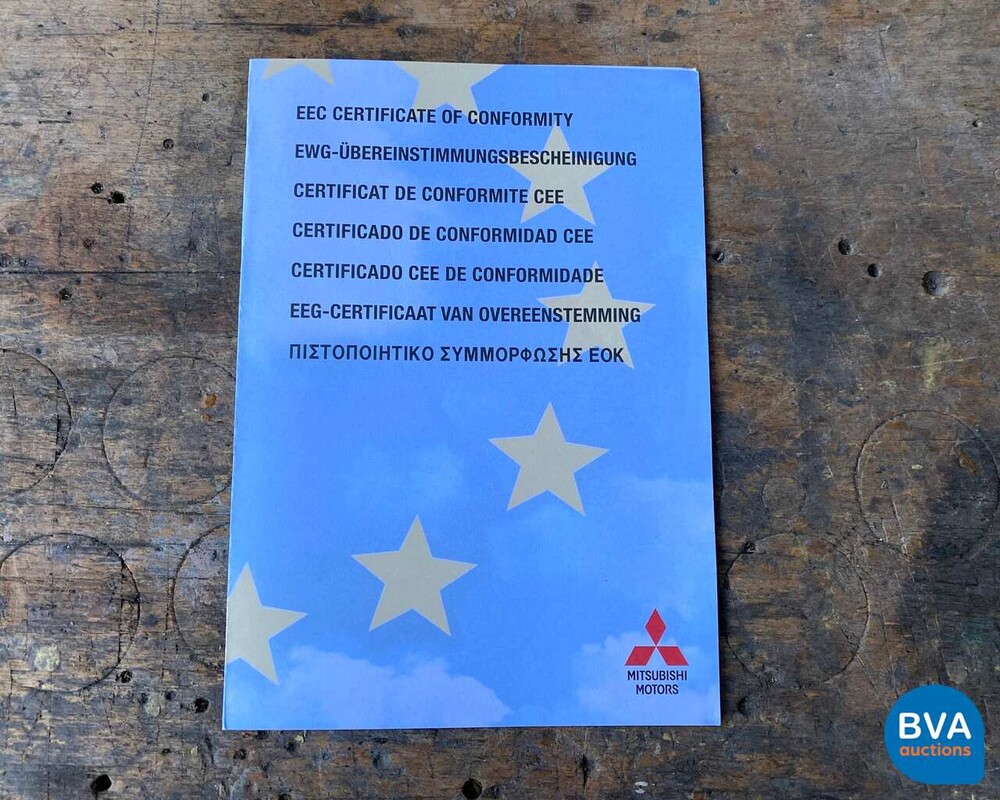 EEC CERTIFICATE OF CONFORMITY
EWG-ÜBEREINSTIMMUNGSBESCHEINIGUNG
CERTIFICAT DE CONFORMITE CEE
CERTIFICADO DE CONFORMIDAD CEE
CERTIFICADO CEE DE CONFORMIDADE
EEG-CERTIFICAAT VAN OVEREENSTEMMING
ΠΙΣΤΟΠΟΙΗΤΙΚΟ ΣΥΜΜΟΡΦΩΣΗΣ ΕΟΚ
MITSUBISHI
MOTORS
BVA
auctions